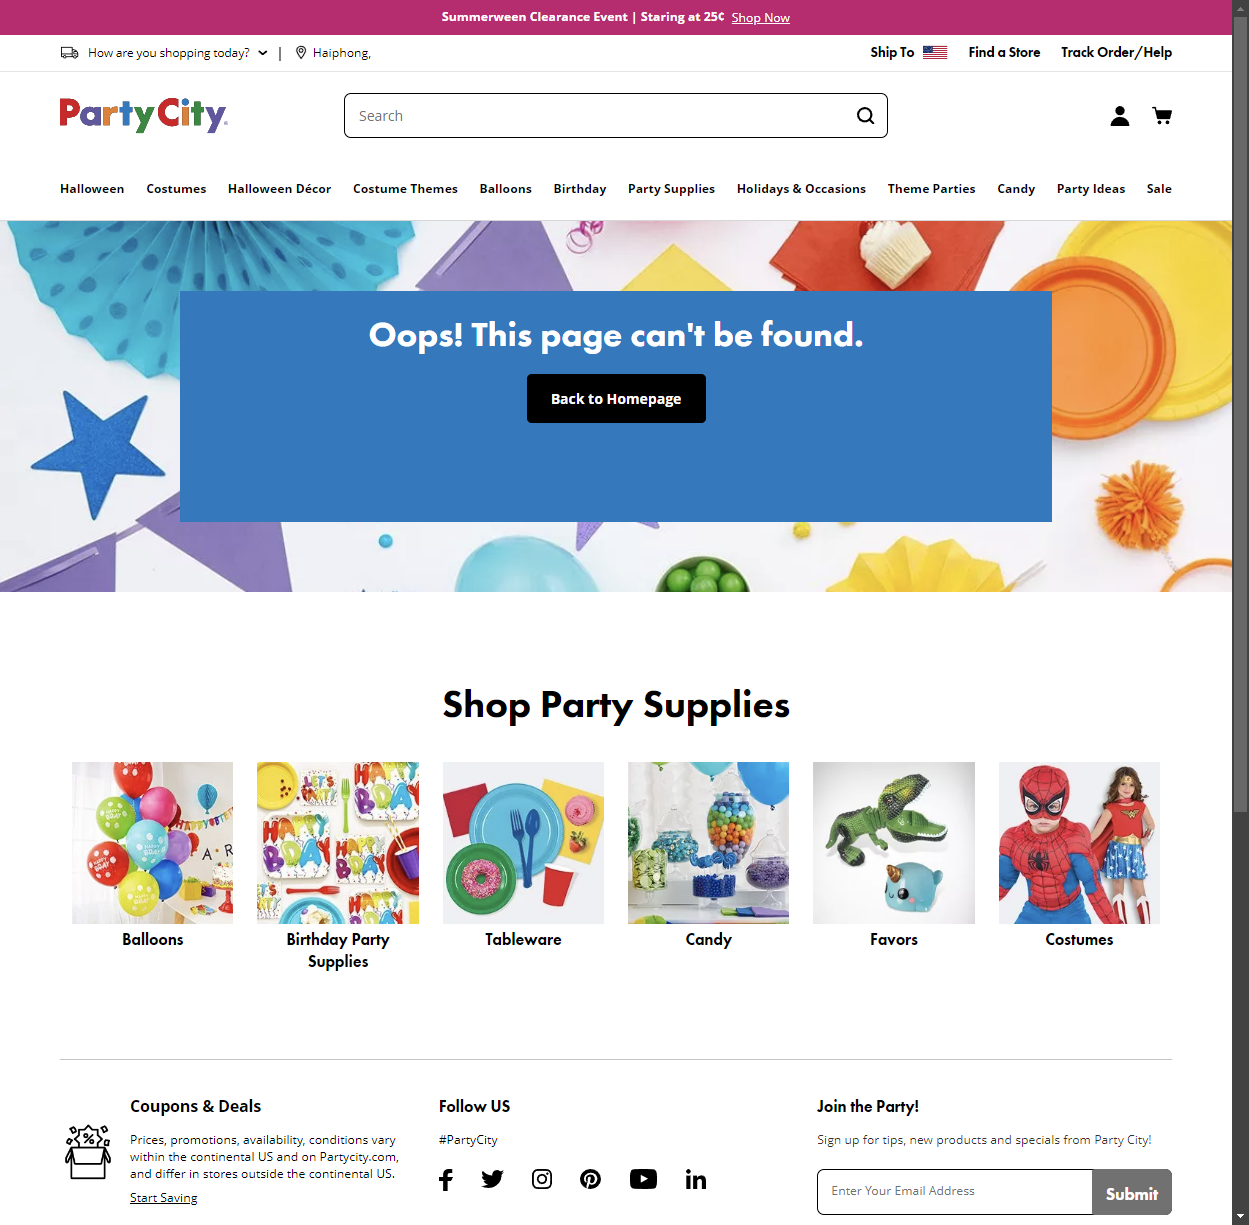 Summerween Clearance Event | Staring at 25¢ Shop Now
How are you shopping today? | Haiphong,
Ship To Find a Store Track Order/Help
Party City
Search
Halloween Costumes Halloween Décor Costume Themes Balloons Birthday Party Supplies Holidays & Occasions Theme Parties Candy Party Ideas Sale
Oops! This page can't be found.
Back to Homepage
Shop Party Supplies
Balloons
Birthday Party
Supplies
Tableware
Candy
Favors
Costumes
Coupons & Deals
Prices, promotions, availability, conditions vary
within the continental US and on Partycity.com,
and differ in stores outside the continental US.
Start Saving
Follow US
#PartyCity
Join the Party!
Sign up for tips, new products and specials from Party City!
Enter Your Email Address
Submit